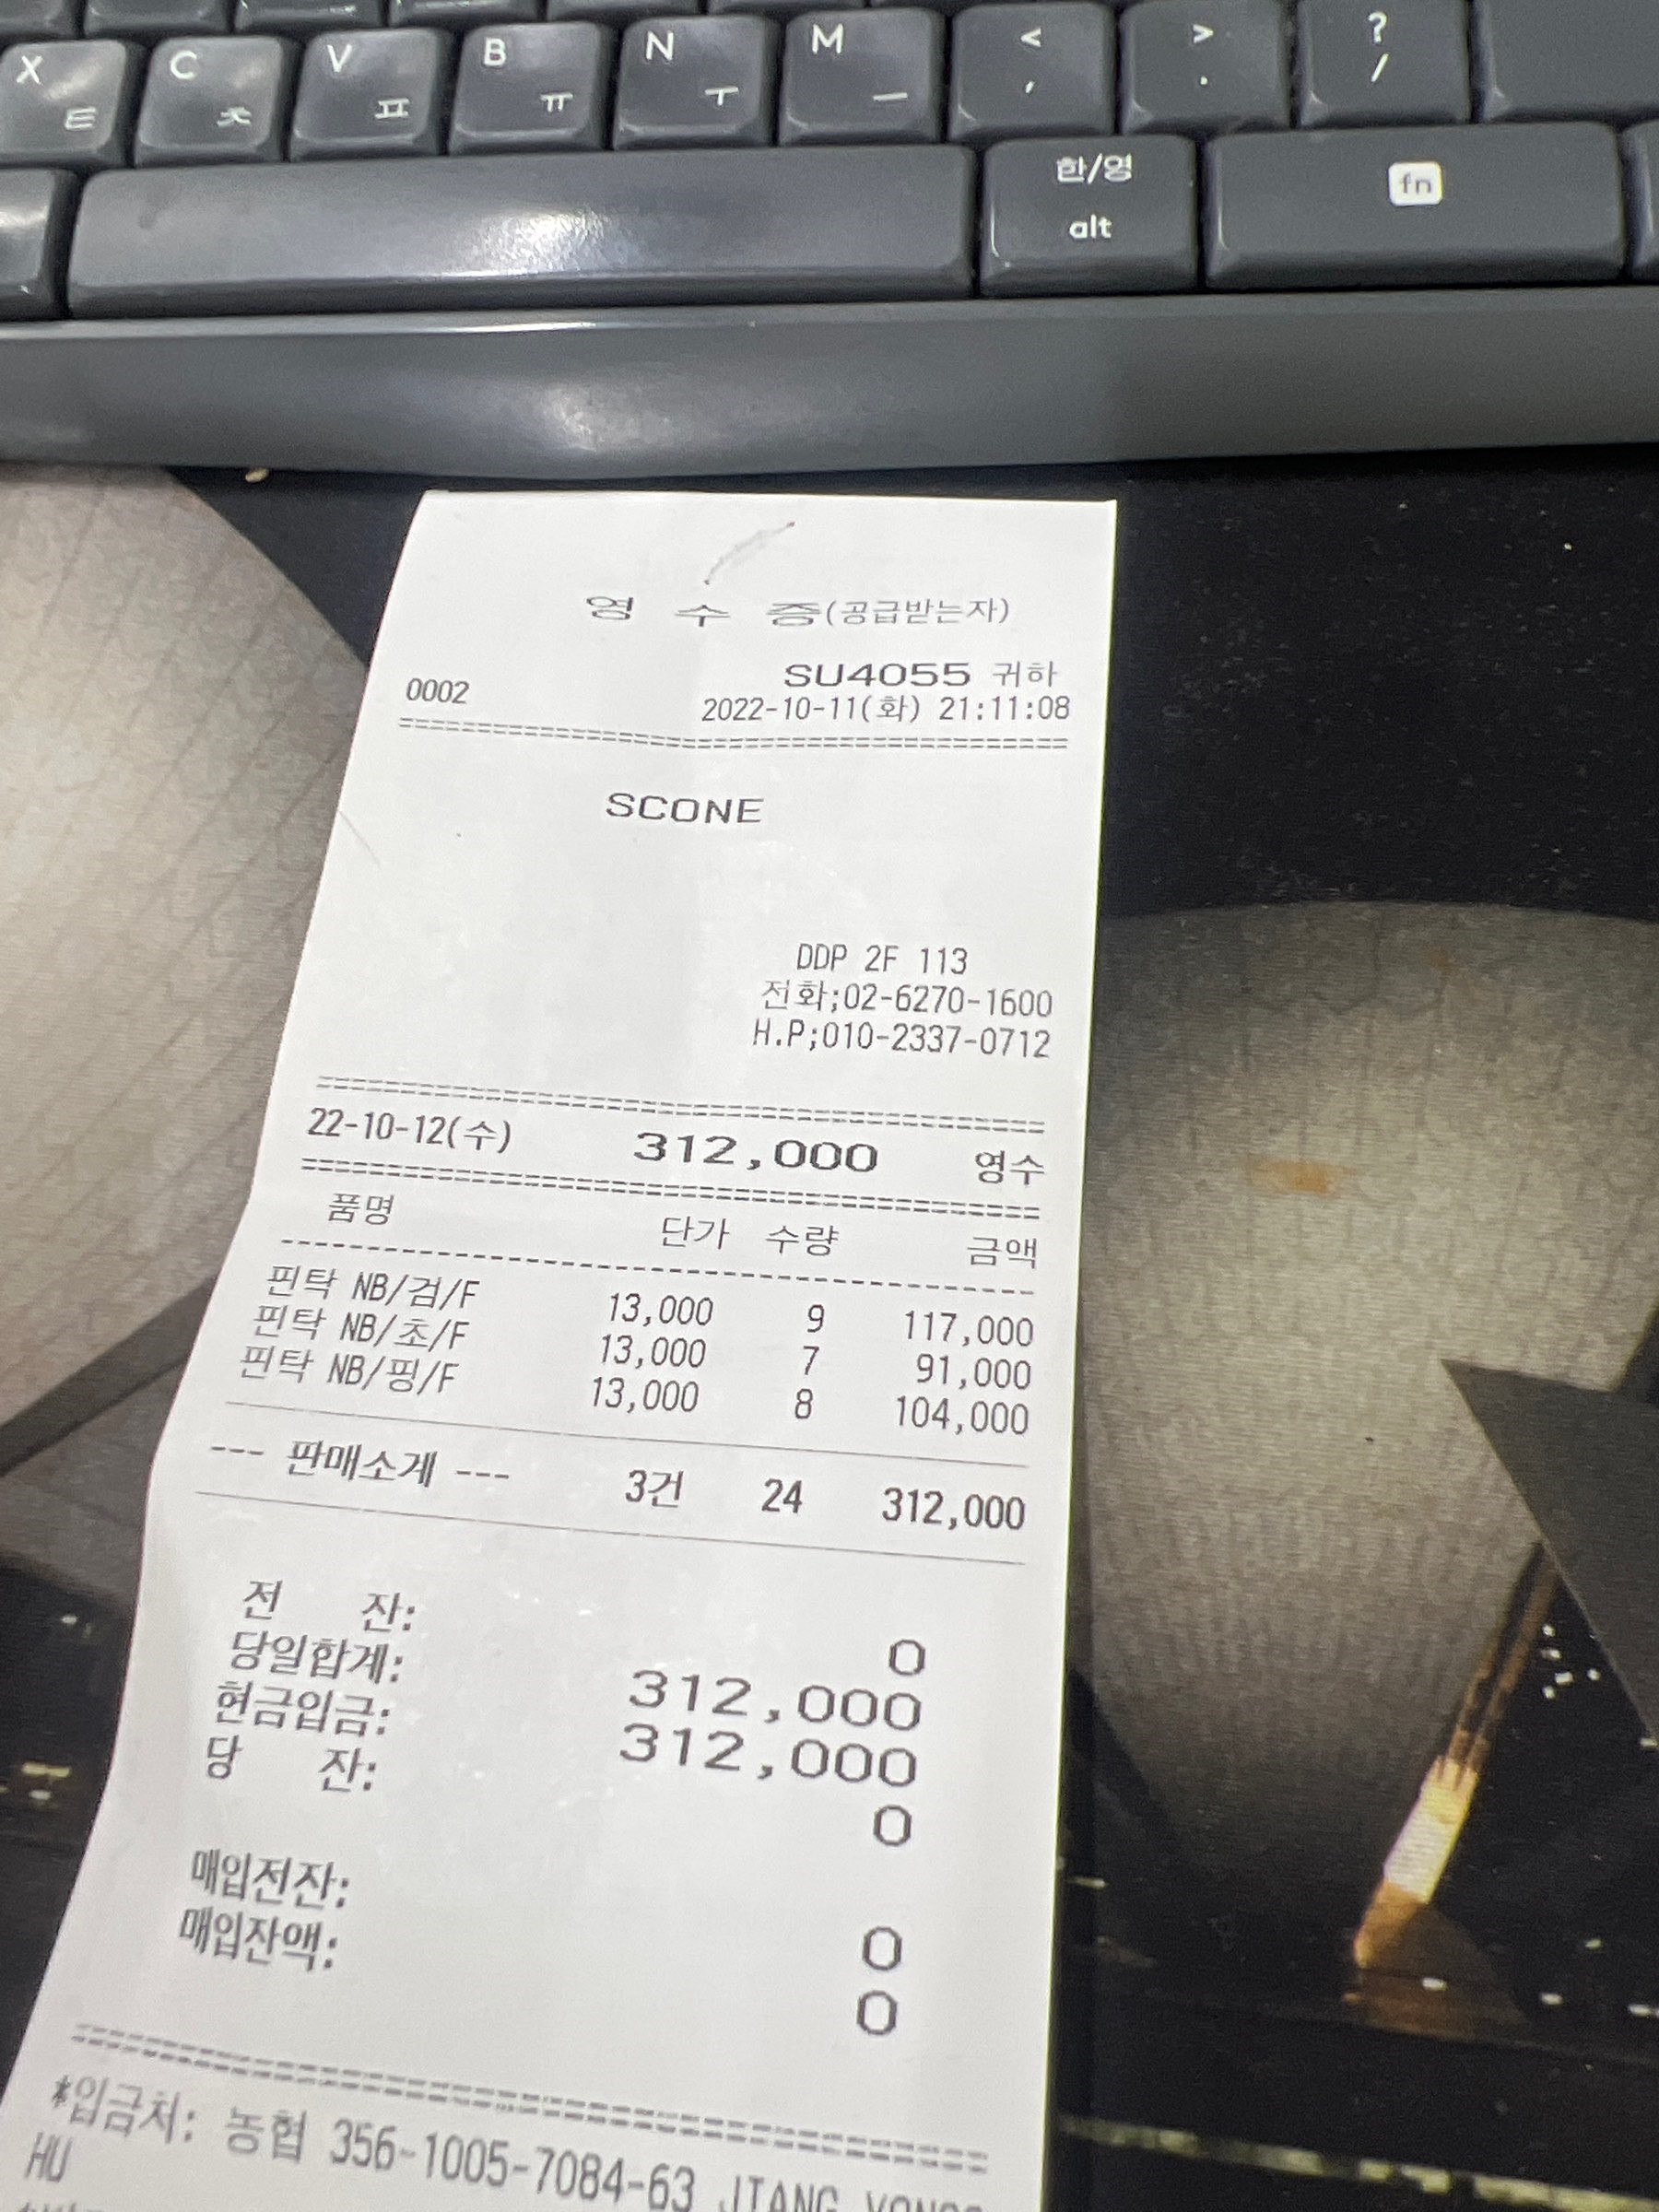 X ㅌ C ㅊ V ㅍ B ㅠ N ㅜ M ㅡ < , > . ? /
한/영
alt
fn
영 수 증(공급받는자)
SU4055 귀하
0002 2022-10-11(화) 21:11:08
========================================
SCONE
DDP 2F 113
전화;02-6270-1600
H.P;010-2337-0712
========================================
22-10-12(수) 312,000 영수
========================================
품명 단가 수량 금액
----------------------------------------
핀탁 NB/검/F 13,000 9 117,000
핀탁 NB/초/F 13,000 7 91,000
핀탁 NB/핑/F 13,000 8 104,000
--- 판매소계 --- 3건 24 312,000
전 잔: 0
당일합계: 312,000
현금입금: 312,000
당 잔: 0
매입전잔: 0
매입잔액: 0
========================================
*입금처: 농협 356-1005-7084-63 JIANG
HU